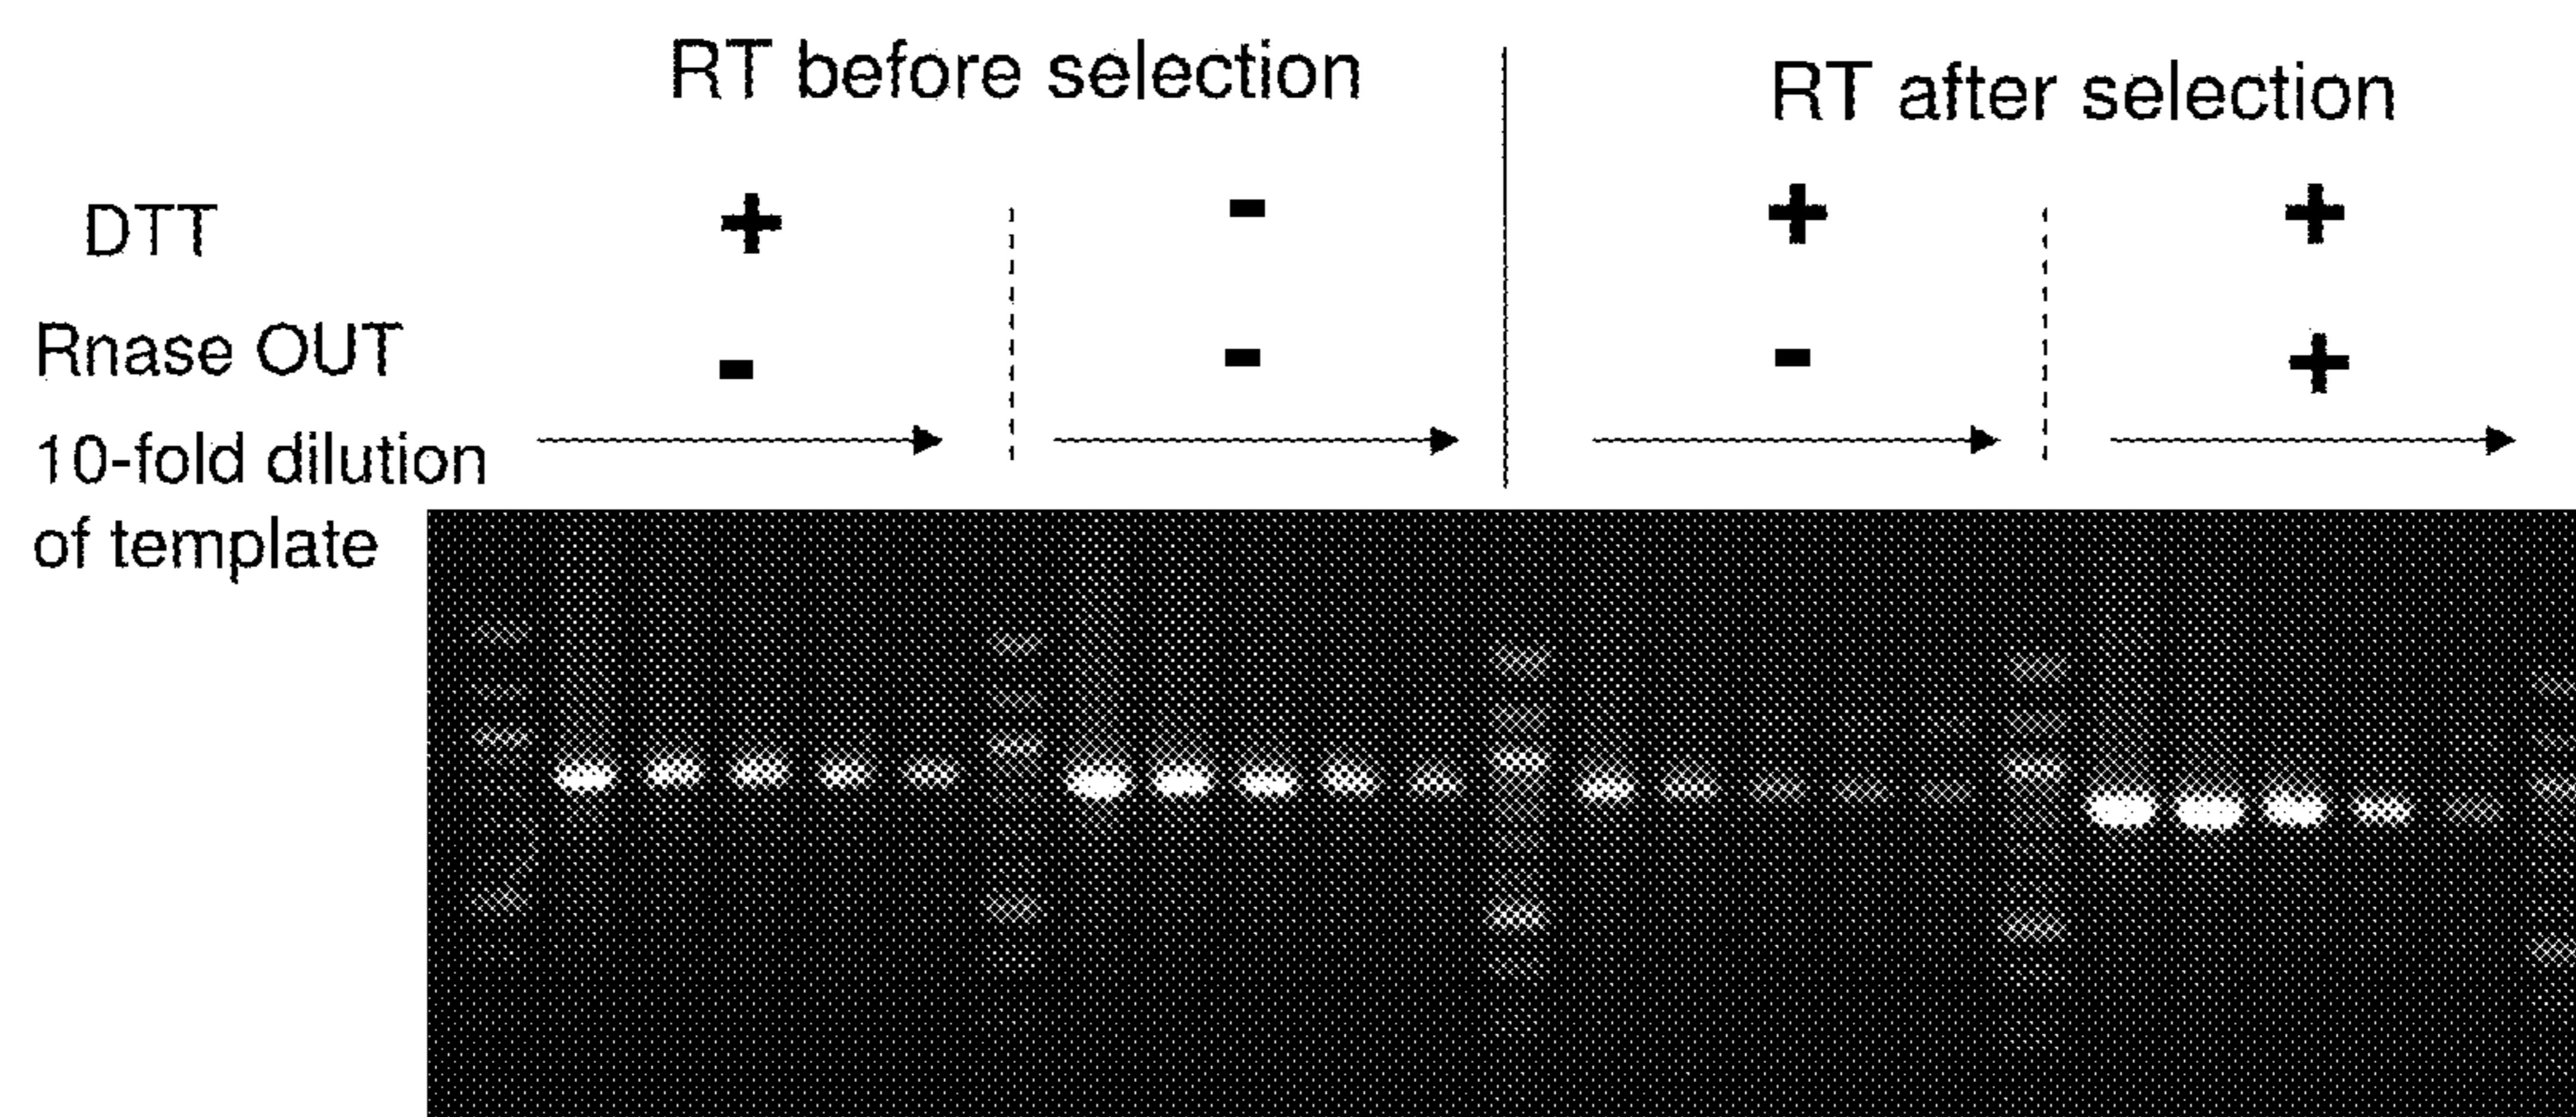 RT before selection
RT after selection
DTT + - + +
Rnase OUT - - - +
10-fold dilution
of template